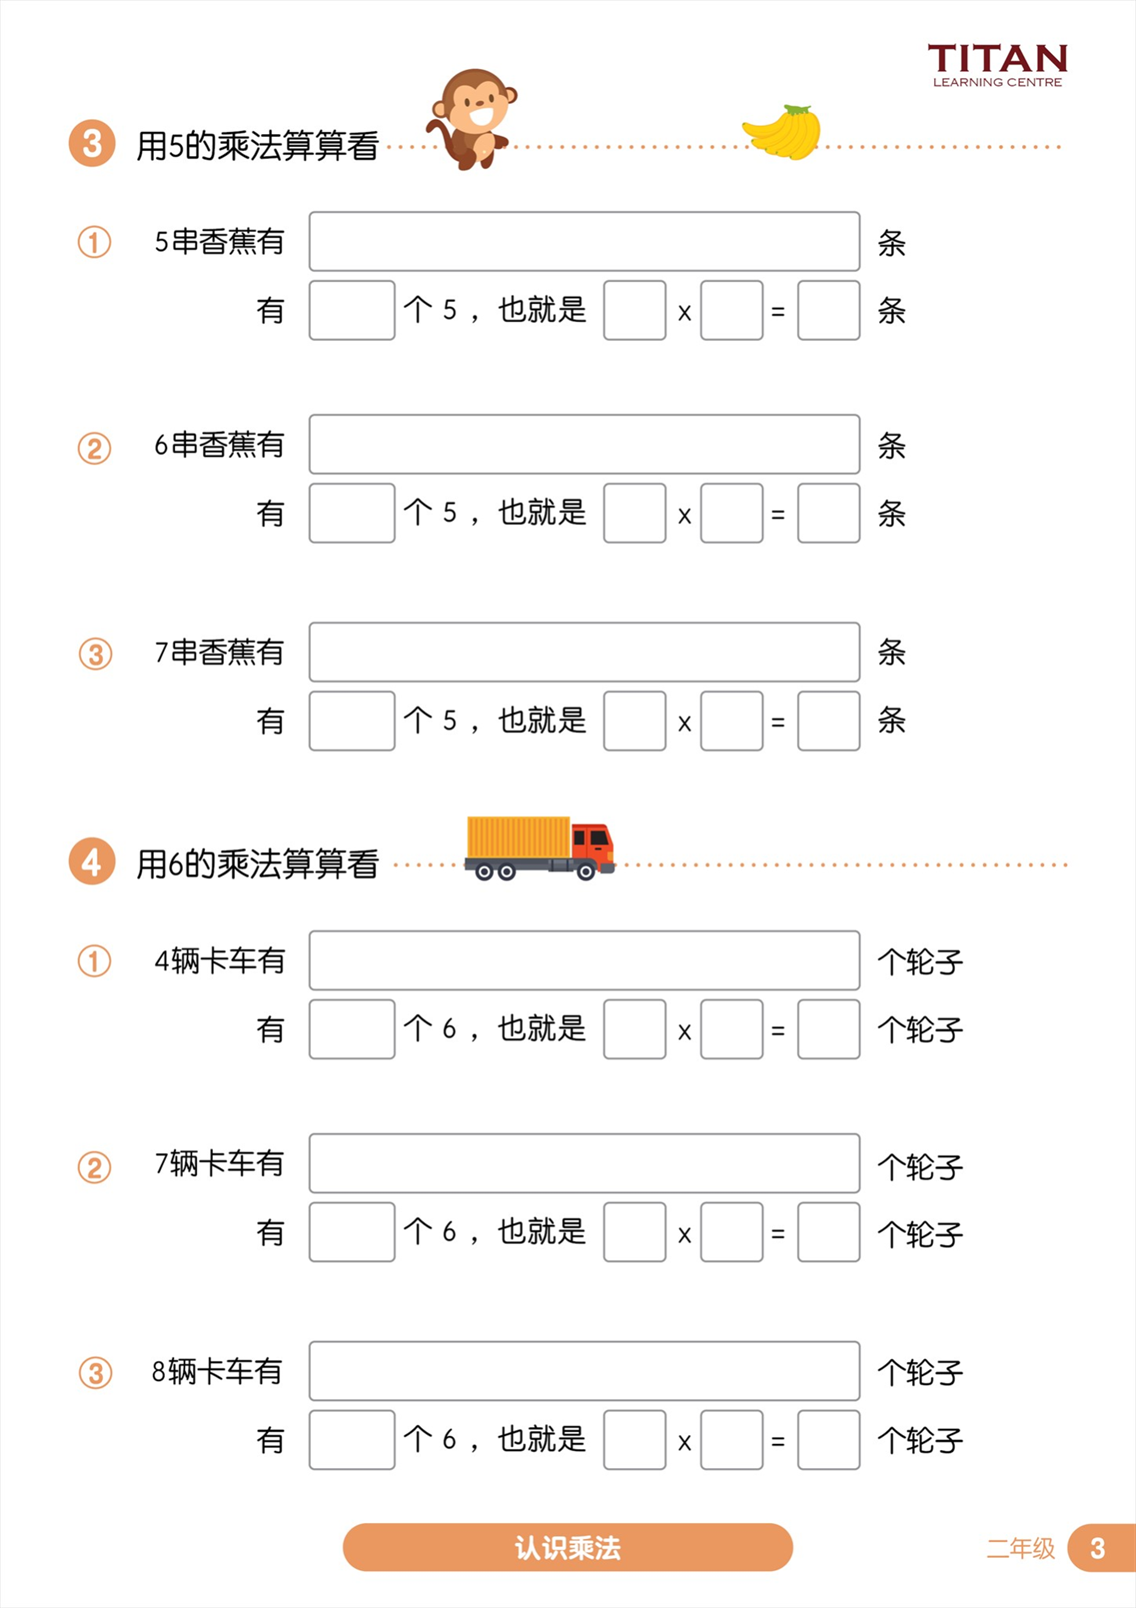 TITAN
LEARNING CENTRE
3 用5的乘法算算看
① 5串香蕉有 条
有 个 5 ， 也就是 x = 条
② 6串香蕉有 条
有 个 5 ， 也就是 x = 条
③ 7串香蕉有 条
有 个 5 ， 也就是 x = 条
4 用6的乘法算算看
① 4辆卡车有 个轮子
有 个 6 ， 也就是 x = 个轮子
② 7辆卡车有 个轮子
有 个 6 ， 也就是 x = 个轮子
③ 8辆卡车有 个轮子
有 个 6 ， 也就是 x = 个轮子
认识乘法
二年级 3